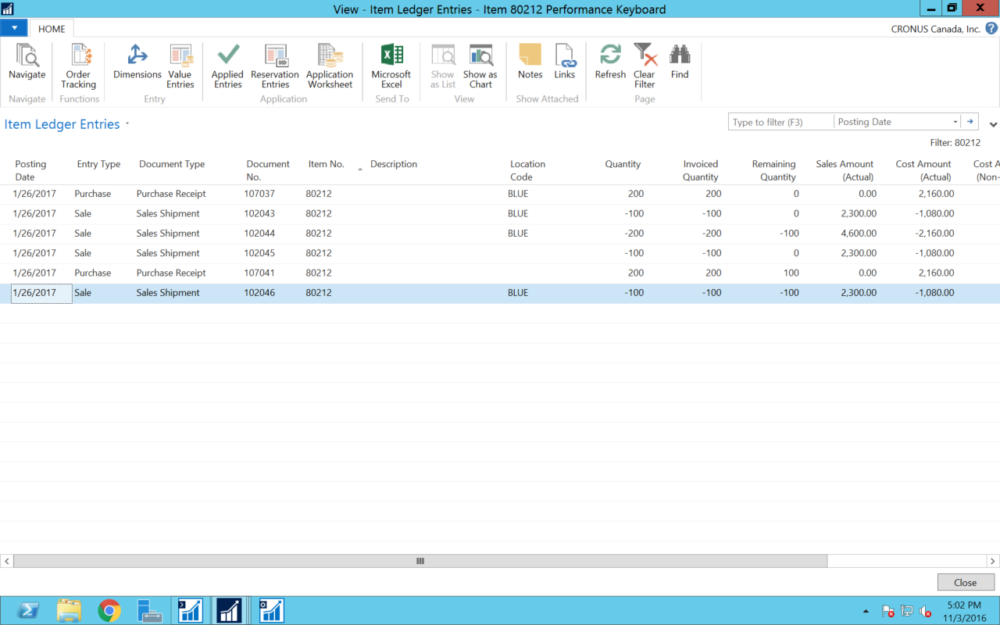 View - Item Ledger Entries - Item 80212 Performance Keyboard
HOME
CRONUS Canada, Inc.
Navigate
Order Tracking
Dimensions
Value Entries
Applied Entries
Reservation Entries
Application Worksheet
Microsoft Excel
Show as List
Show as Chart
Notes
Links
Refresh
Clear Filter
Find
Navigate
Functions
Entry
Application
Send To
View
Show Attached
Page
Item Ledger Entries
Type to filter (F3)
Posting Date
Filter: 80212
Posting Date Entry Type Document Type Document No. Item No. Description Location Code Quantity Invoiced Quantity Remaining Quantity Sales Amount (Actual) Cost Amount (Actual) Cost A (Non-
1/26/2017 Purchase Purchase Receipt 107037 80212 BLUE 200 200 0 0.00 2,160.00
1/26/2017 Sale Sales Shipment 102043 80212 BLUE -100 -100 0 2,300.00 -1,080.00
1/26/2017 Sale Sales Shipment 102044 80212 BLUE -200 -200 -100 4,600.00 -2,160.00
1/26/2017 Sale Sales Shipment 102045 80212 -100 -100 0 2,300.00 -1,080.00
1/26/2017 Purchase Purchase Receipt 107041 80212 200 200 100 0.00 2,160.00
1/26/2017 Sale Sales Shipment 102046 80212 BLUE -100 -100 -100 2,300.00 -1,080.00
Close
5:02 PM
11/3/2016